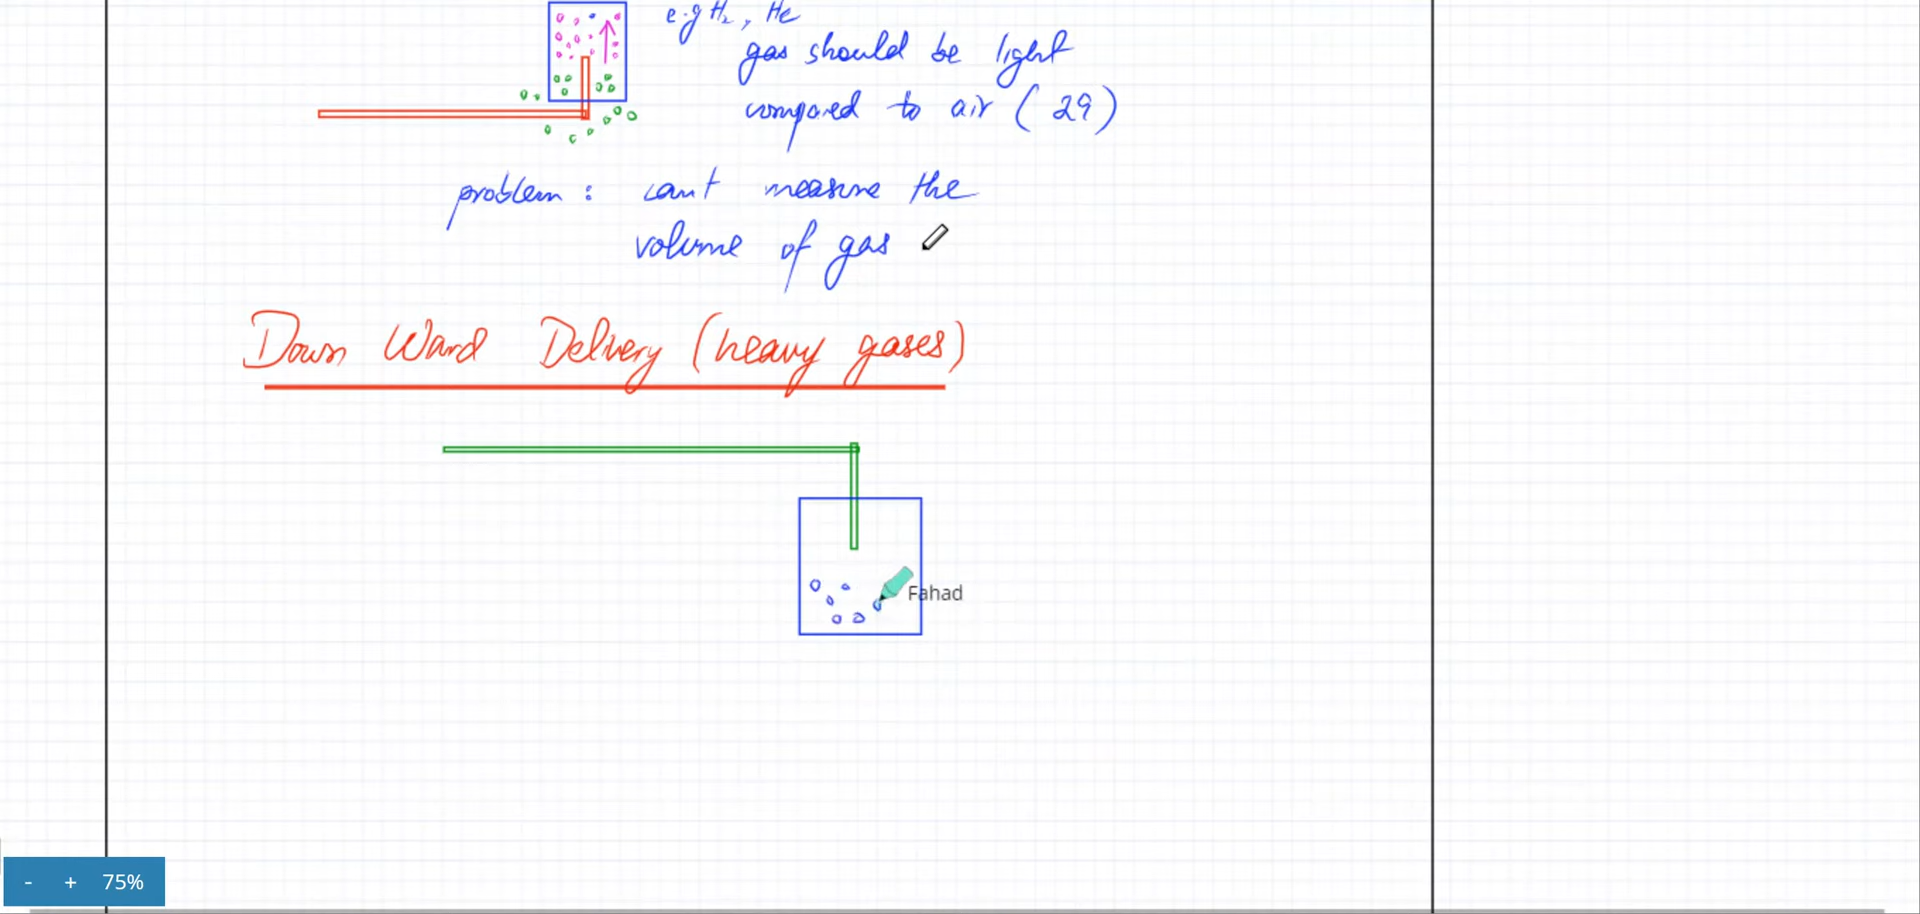 e.g H₂, He
gas should be light
compared to air (29)
problem : can't measure the
volume of gas
Down Ward Delivery (heavy gases)
Fahad
- + 75%